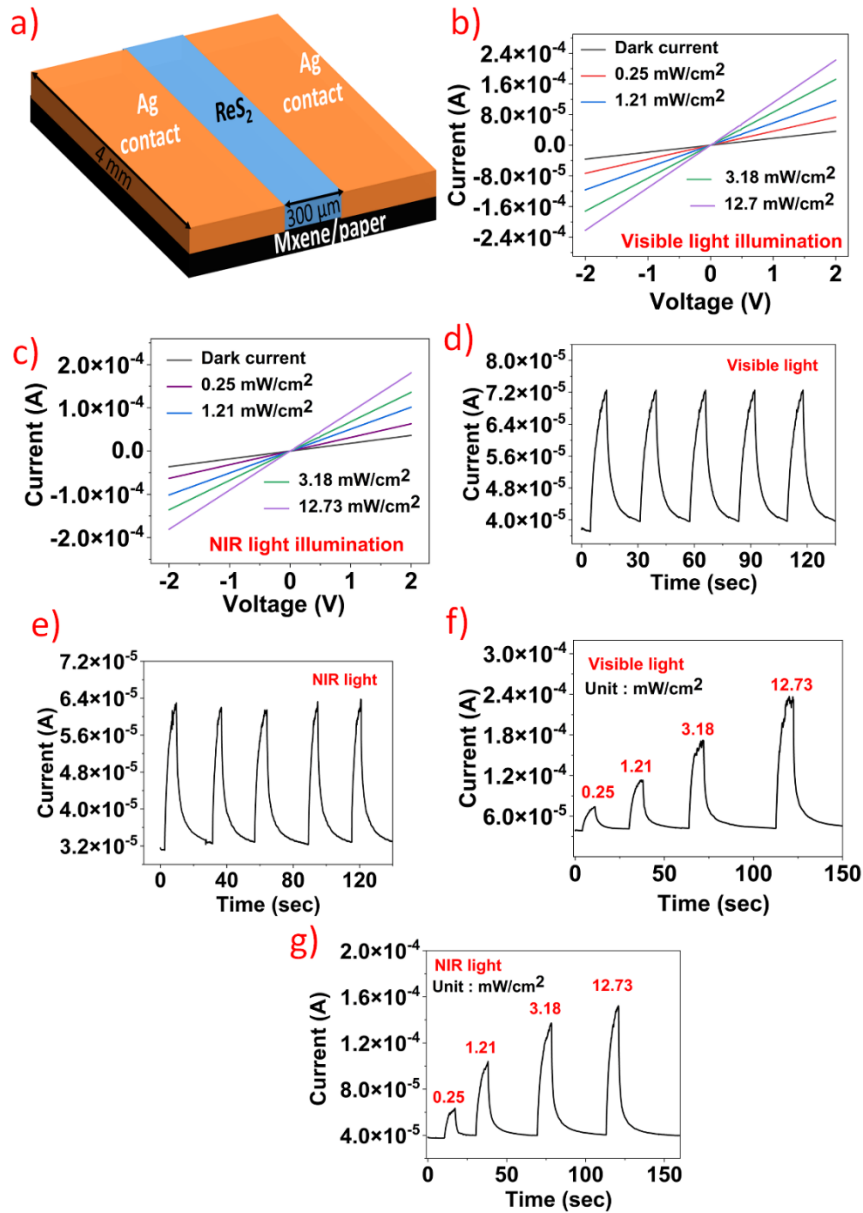 a)
Ag
contact
ReS2
Ag
contact
4 mm
300 µm
Mxene/paper
b)
Current (A)
2.4×10-4
1.6×10-4
8.0×10-5
0.0
-8.0×10-5
-1.6×10-4
-2.4×10-4
Dark current
0.25 mW/cm2
1.21 mW/cm2
3.18 mW/cm2
12.7 mW/cm2
Visible light illumination
-2 -1 0 1 2
Voltage (V)
c)
Current (A)
2.0×10-4
1.0×10-4
0.0
-1.0×10-4
-2.0×10-4
Dark current
0.25 mW/cm2
1.21 mW/cm2
3.18 mW/cm2
12.73 mW/cm2
NIR light illumination
-2 -1 0 1 2
Voltage (V)
d)
Current (A)
8.0×10-5
7.2×10-5
6.4×10-5
5.6×10-5
4.8×10-5
4.0×10-5
Visible light
0 30 60 90 120
Time (sec)
e)
Current (A)
7.2×10-5
6.4×10-5
5.6×10-5
4.8×10-5
4.0×10-5
3.2×10-5
NIR light
0 40 80 120
Time (sec)
f)
Current (A)
3.0×10-4
2.4×10-4
1.8×10-4
1.2×10-4
6.0×10-5
Visible light
Unit : mW/cm2
0.25
1.21
3.18
12.73
0 50 100 150
Time (sec)
g)
Current (A)
2.0×10-4
1.6×10-4
1.2×10-4
8.0×10-5
4.0×10-5
NIR light
Unit : mW/cm2
0.25
1.21
3.18
12.73
0 50 100 150
Time (sec)